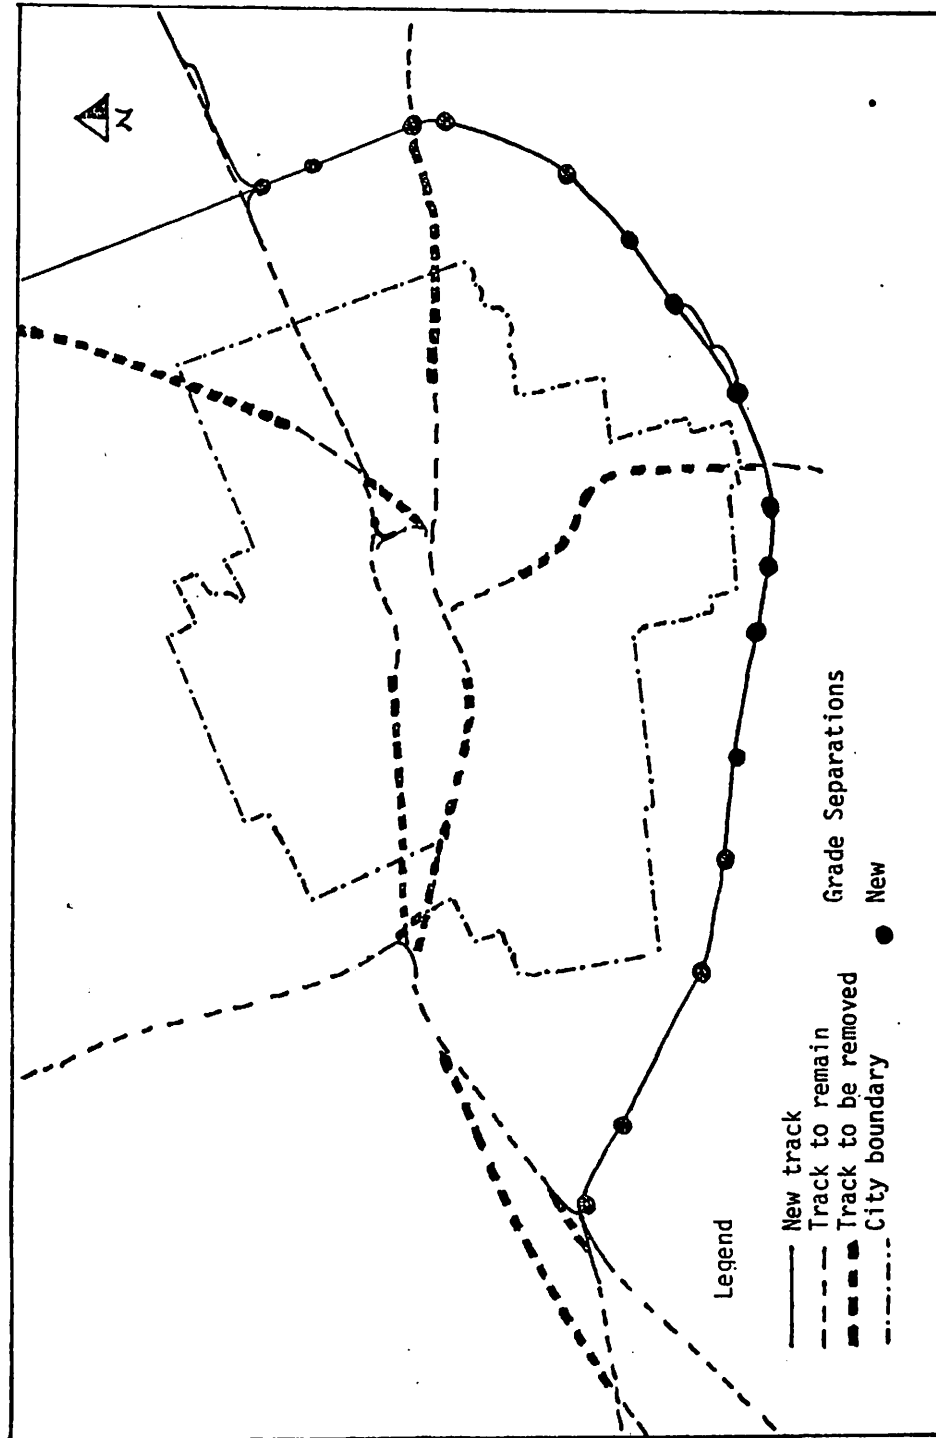 N
Legend
New track
Track to remain
Track to be removed
City boundary
Grade Separations
New